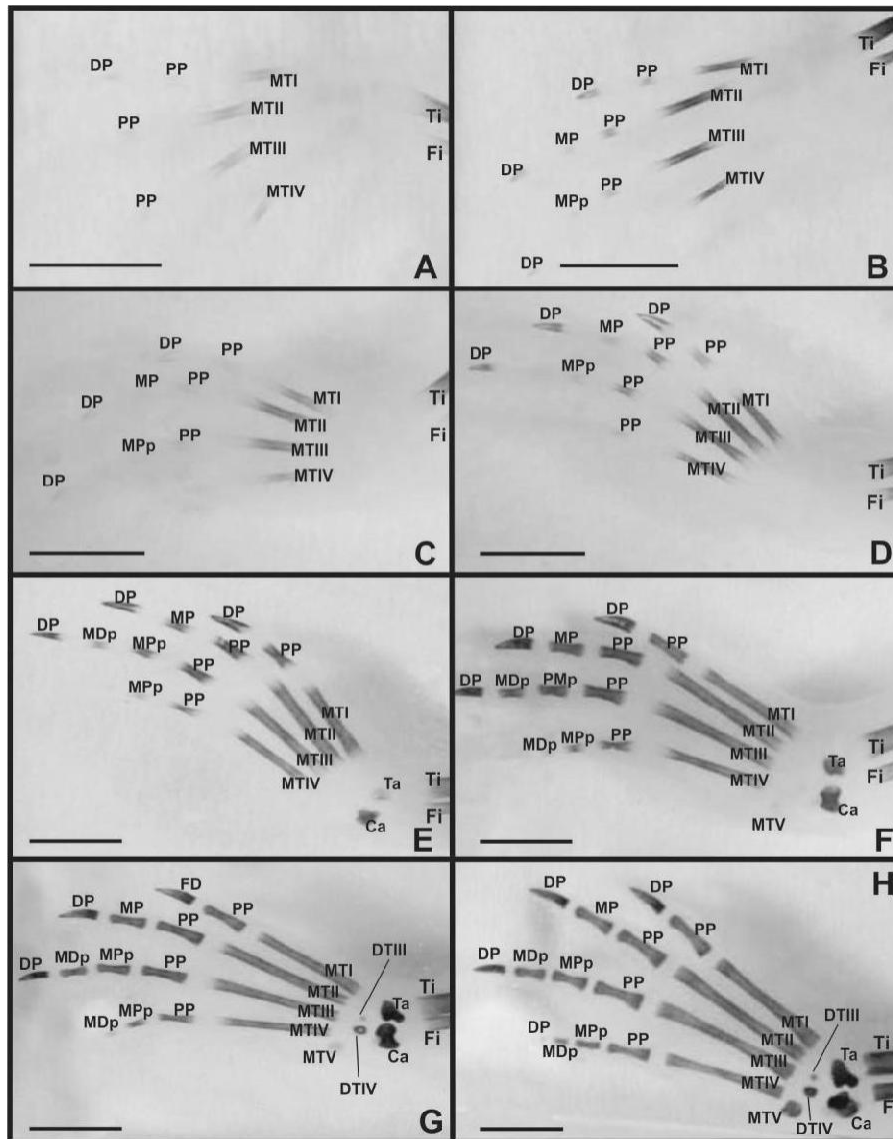 DP PP MTI
MTII
PP Ti
MTIII
Fi
PP MTIV
A
Ti
DP PP MTI Fi
MTII
MP PP
MTIII
DP PP
MPp MTIV
DP B
DP PP
MP PP MTI Ti
DP MTII
MPp PP MTIII Fi
DP MTIV
C
DP DP
MP
DP PP PP
MPp MTI
PP MTII
PP MTIII
MTIV Ti
Fi
D
DP
MP DP
DP MDp MPp PP PP
MPp PP
MTI
MTII
MTIII
MTIV Ta Ti
Ca Fi
E
DP
DP MP PP PP
DP MDp PMp PP
MTI
MTII
MDp MPp PP MTIII Ti
MTIV Ta Fi
MTV Ca
F
FD
DP MP PP PP
DTIII
DP MDp MPp PP MTI
MTII Ti
MPp PP MTIII Ta
MDp MTIV Fi
MTV Ca
DTIV
G
H
DP DP
MP PP
PP
DP MDp MPp
PP DTIII
MTI
MTII Ti
DP MPp PP MTIII Ta
MDp MTIV F
MTV DTIV Ca